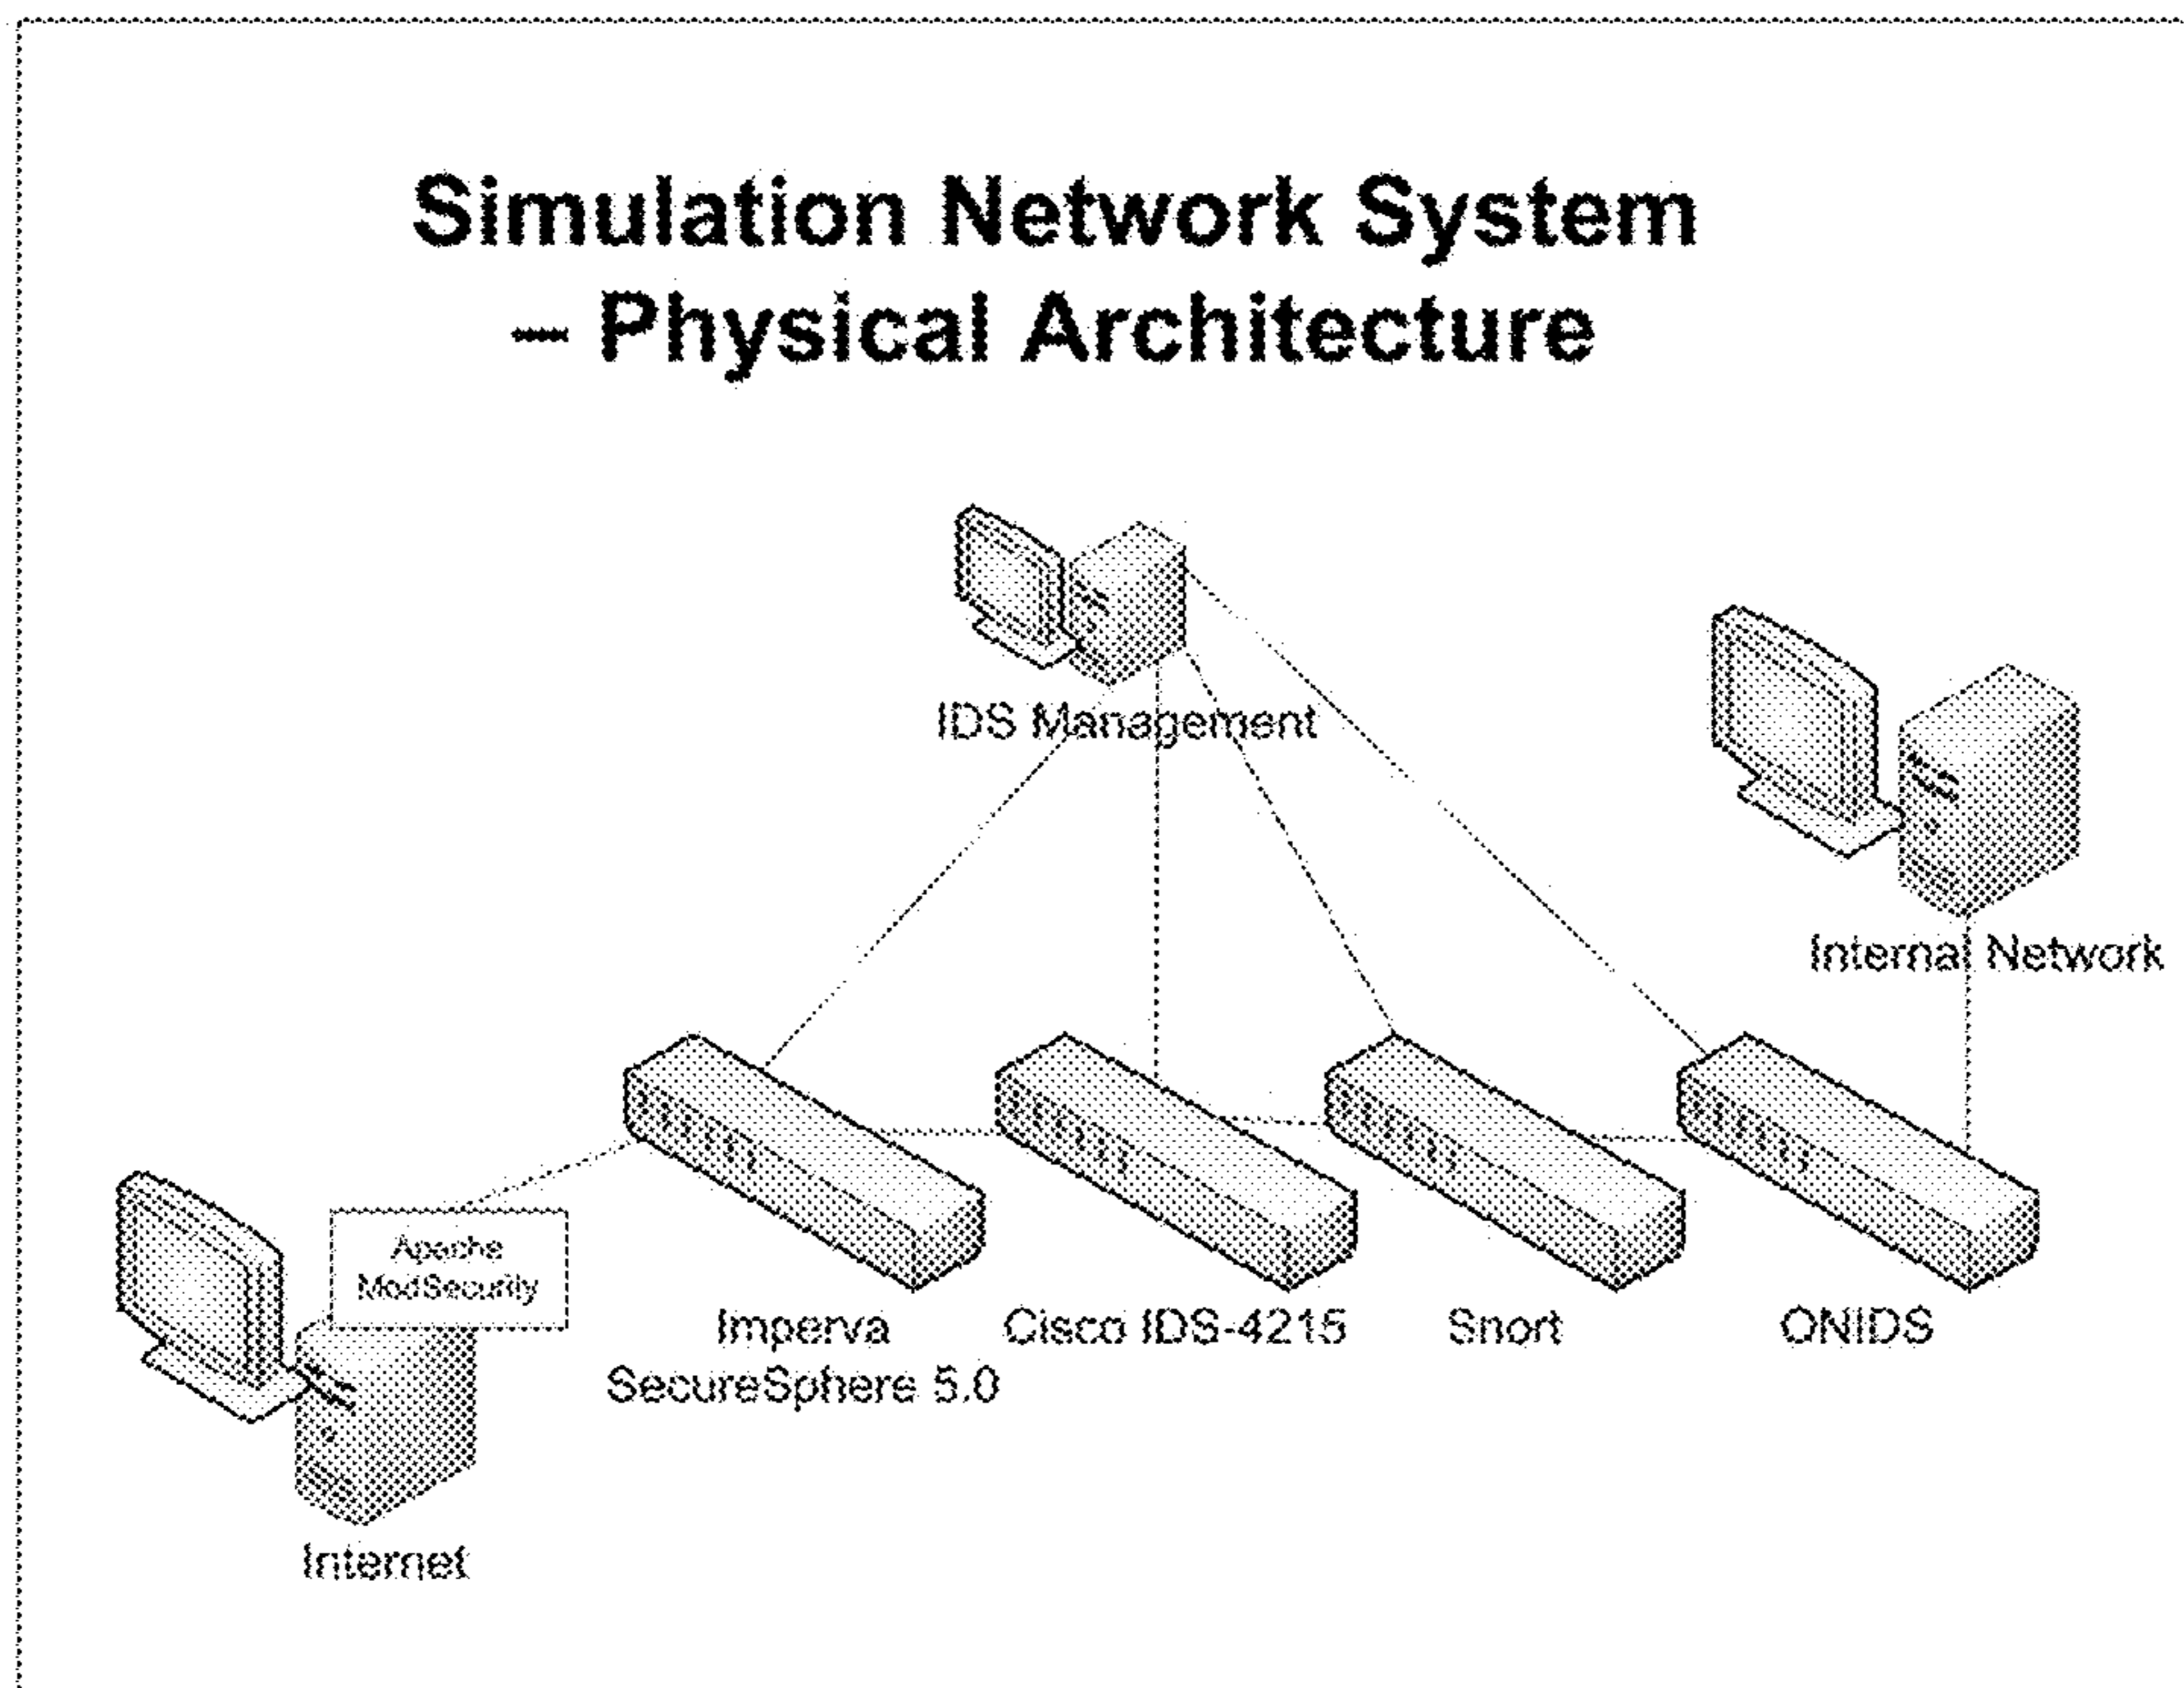 Simulation Network System
– Physical Architecture
IDS Management
Internal Network
Apache
ModSecurity
Imperva
SecureSphere 5.0
Cisco IDS-4215
Snort
QNIDS
Internet